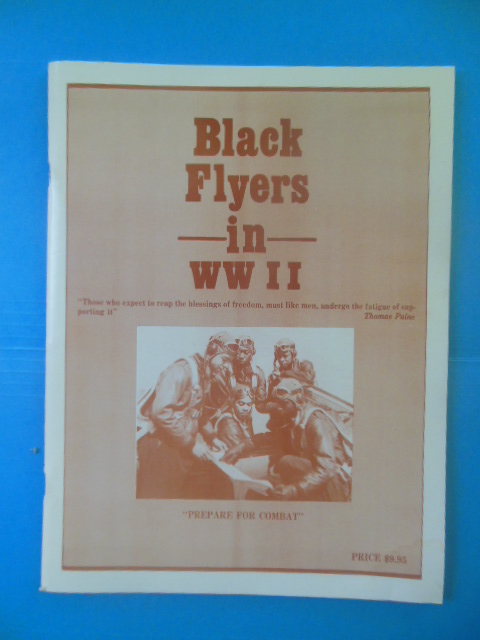 Black
Flyers
—in—
WW II
"Those who expect to reap the blessings of freedom, must like men, undergo the fatigue of sup-
porting it"
Thomas Paine
"PREPARE FOR COMBAT"
PRICE $9.95